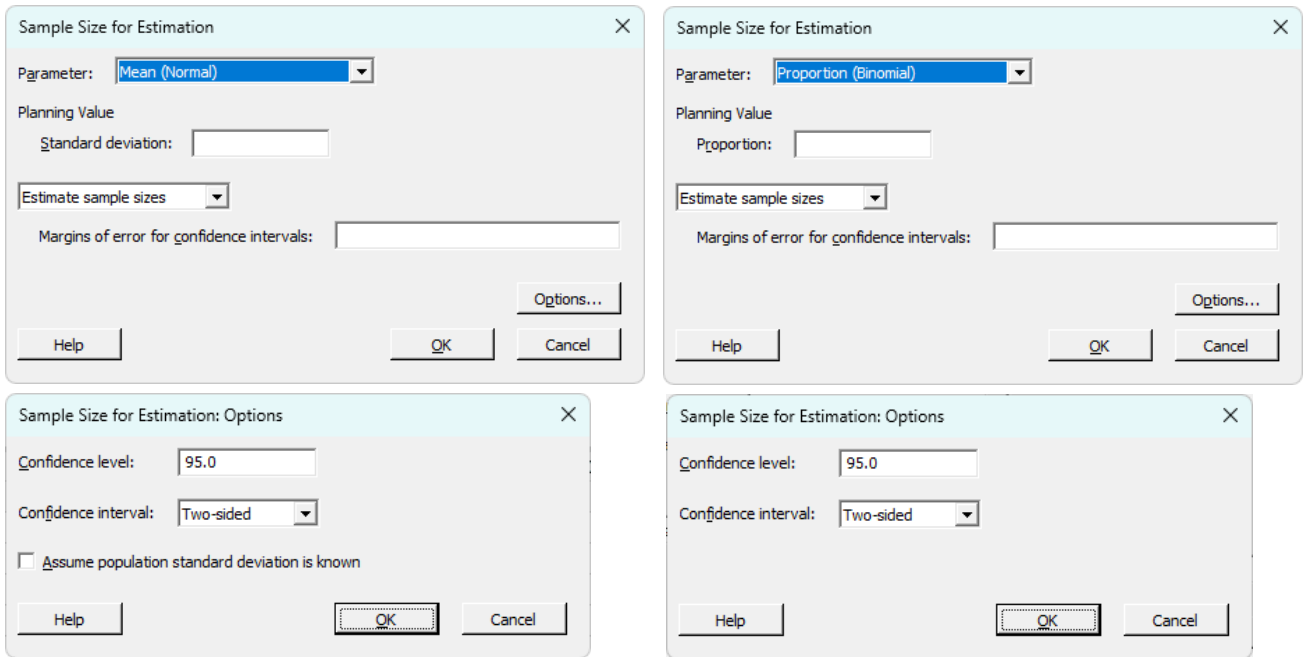 Sample Size for Estimation
Parameter: Mean (Normal)
Planning Value
Standard deviation:
Estimate sample sizes
Margins of error for confidence intervals:
Options...
Help OK Cancel
Sample Size for Estimation
Parameter: Proportion (Binomial)
Planning Value
Proportion:
Estimate sample sizes
Margins of error for confidence intervals:
Options...
Help OK Cancel
Sample Size for Estimation: Options
Confidence level: 95.0
Confidence interval: Two-sided
Assume population standard deviation is known
Help OK Cancel
Sample Size for Estimation: Options
Confidence level: 95.0
Confidence interval: Two-sided
Help OK Cancel